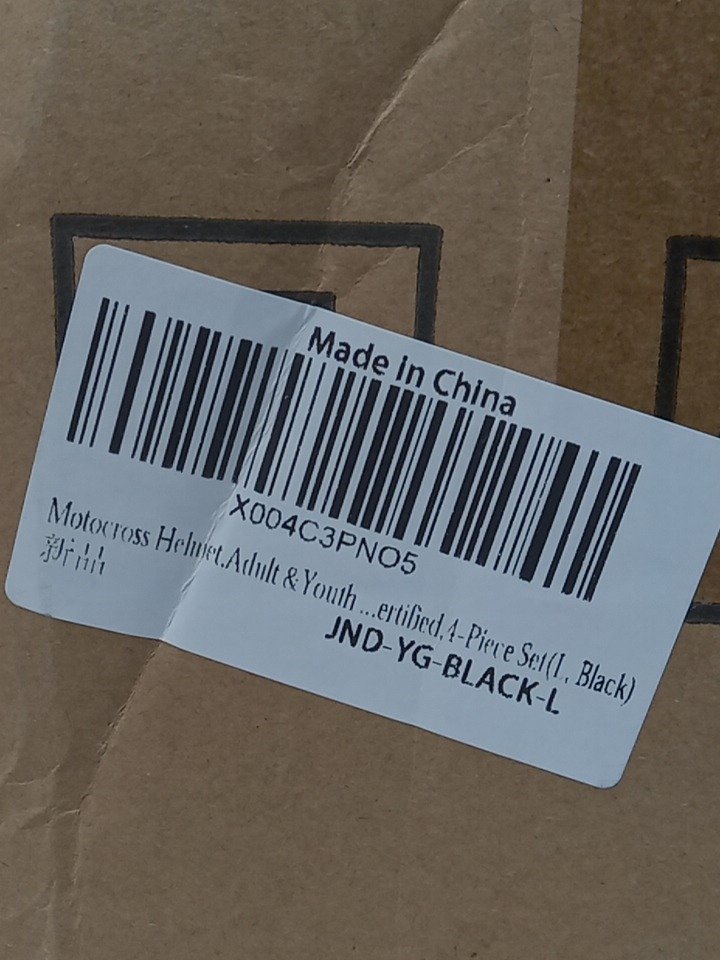 Made in China
X004C3PNO5
Motocross Helmet,Adult & Youth ...ertified,4-Piece Set(L, Black)
新品
JND-YG-BLACK-L